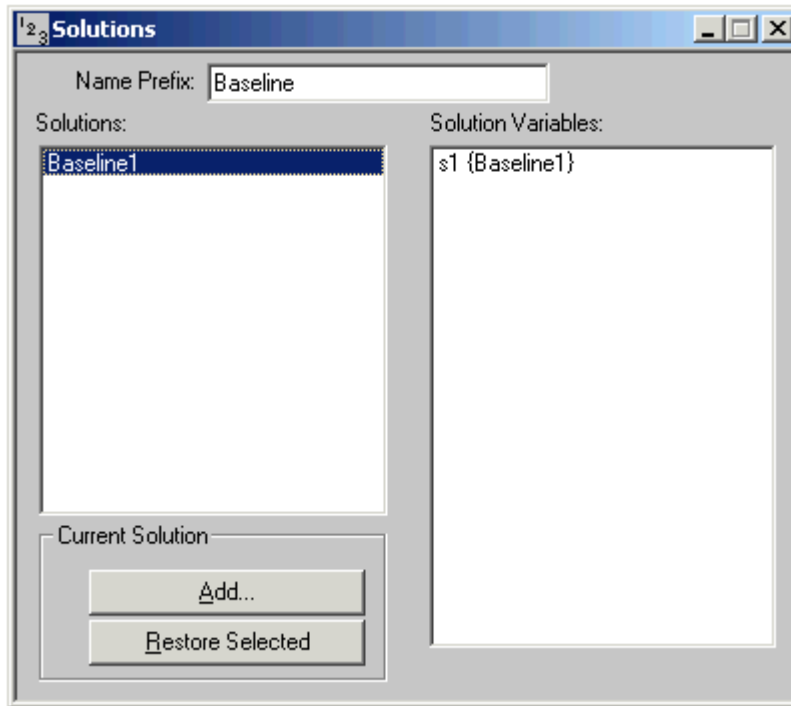 Solutions
Name Prefix: Baseline
Solutions:
Baseline1
Solution Variables:
s1 {Baseline1}
Current Solution
Add...
Restore Selected